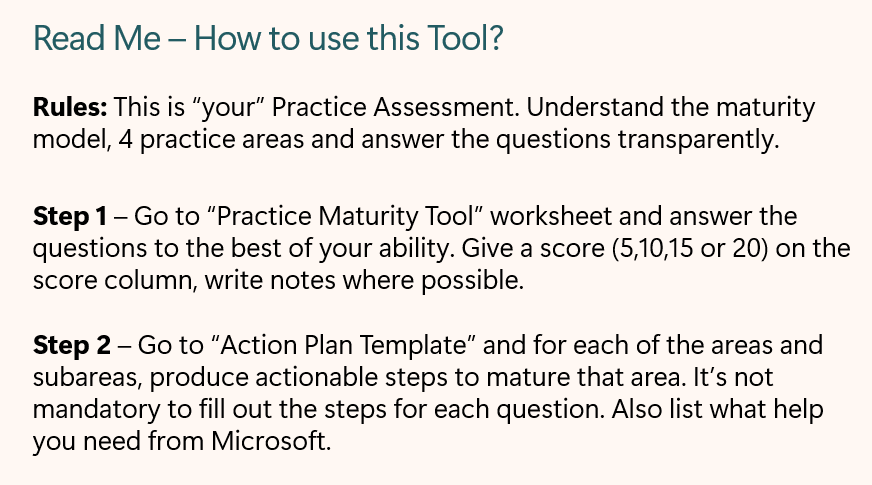 Read Me – How to use this Tool?
Rules: This is “your” Practice Assessment. Understand the maturity
model, 4 practice areas and answer the questions transparently.
Step 1 – Go to “Practice Maturity Tool” worksheet and answer the
questions to the best of your ability. Give a score (5,10,15 or 20) on the
score column, write notes where possible.
Step 2 – Go to “Action Plan Template” and for each of the areas and
subareas, produce actionable steps to mature that area. It’s not
mandatory to fill out the steps for each question. Also list what help
you need from Microsoft.